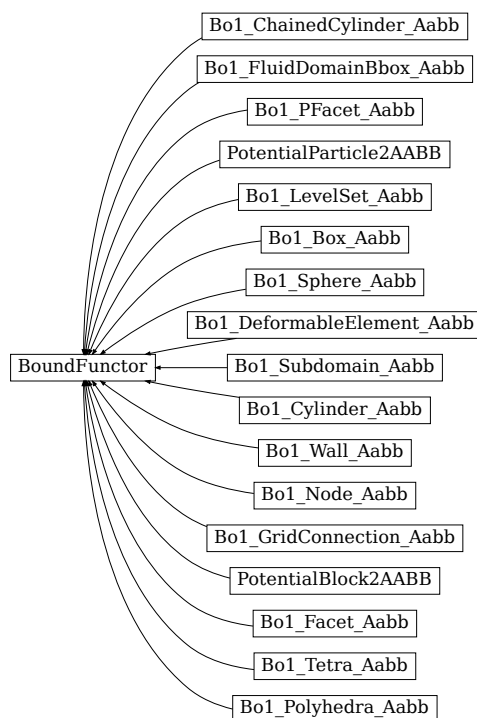 Bo1_ChainedCylinder_Aabb
Bo1_FluidDomainBbox_Aabb
Bo1_PFacet_Aabb
PotentialParticle2AABB
Bo1_LevelSet_Aabb
Bo1_Box_Aabb
Bo1_Sphere_Aabb
Bo1_DeformableElement_Aabb
BoundFunctor
Bo1_Subdomain_Aabb
Bo1_Cylinder_Aabb
Bo1_Wall_Aabb
Bo1_Node_Aabb
Bo1_GridConnection_Aabb
PotentialBlock2AABB
Bo1_Facet_Aabb
Bo1_Tetra_Aabb
Bo1_Polyhedra_Aabb